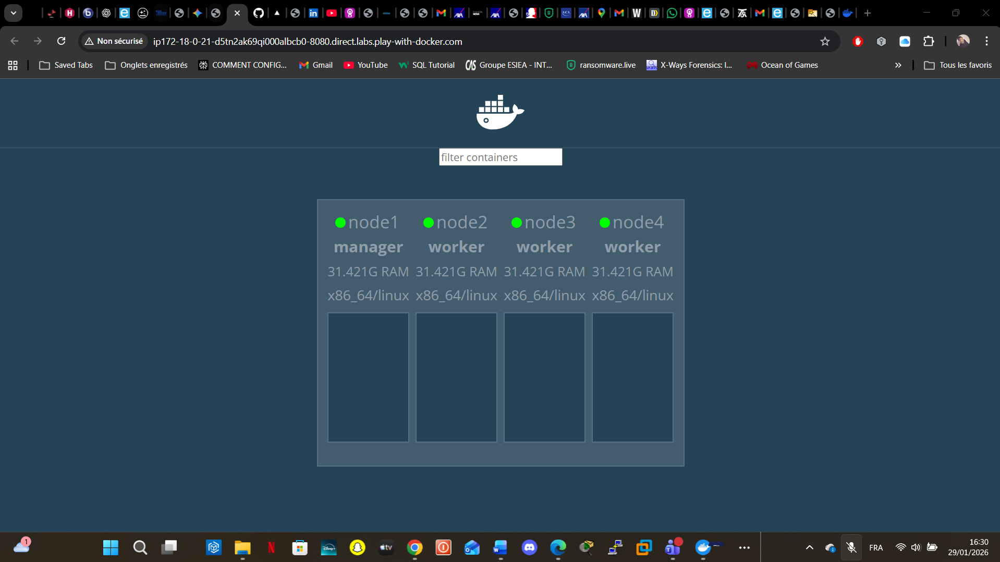 Non sécurisé
ip172-18-0-21-d5tn2ak69qi000albcb0-8080.direct.labs.play-with-docker.com
Saved Tabs
Onglets enregistrés
COMMENT CONFIG...
Gmail
YouTube
SQL Tutorial
Groupe ESIEA - INT...
ransomware.live
X-Ways Forensics: I...
Ocean of Games
Tous les favoris
filter containers
node1 node2 node3 node4
manager worker worker worker
31.421G RAM 31.421G RAM 31.421G RAM 31.421G RAM
x86_64/linux x86_64/linux x86_64/linux x86_64/linux
1
FRA
16:30
29/01/2026